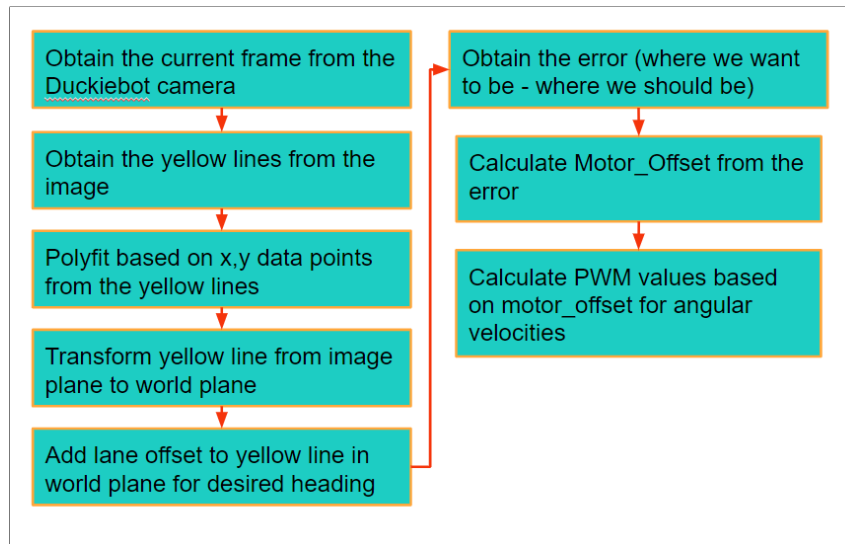 Obtain the current frame from the
Duckiebot camera
Obtain the yellow lines from the
image
Polyfit based on x,y data points
from the yellow lines
Transform yellow line from image
plane to world plane
Add lane offset to yellow line in
world plane for desired heading
Obtain the error (where we want
to be - where we should be)
Calculate Motor_Offset from the
error
Calculate PWM values based
on motor_offset for angular
velocities